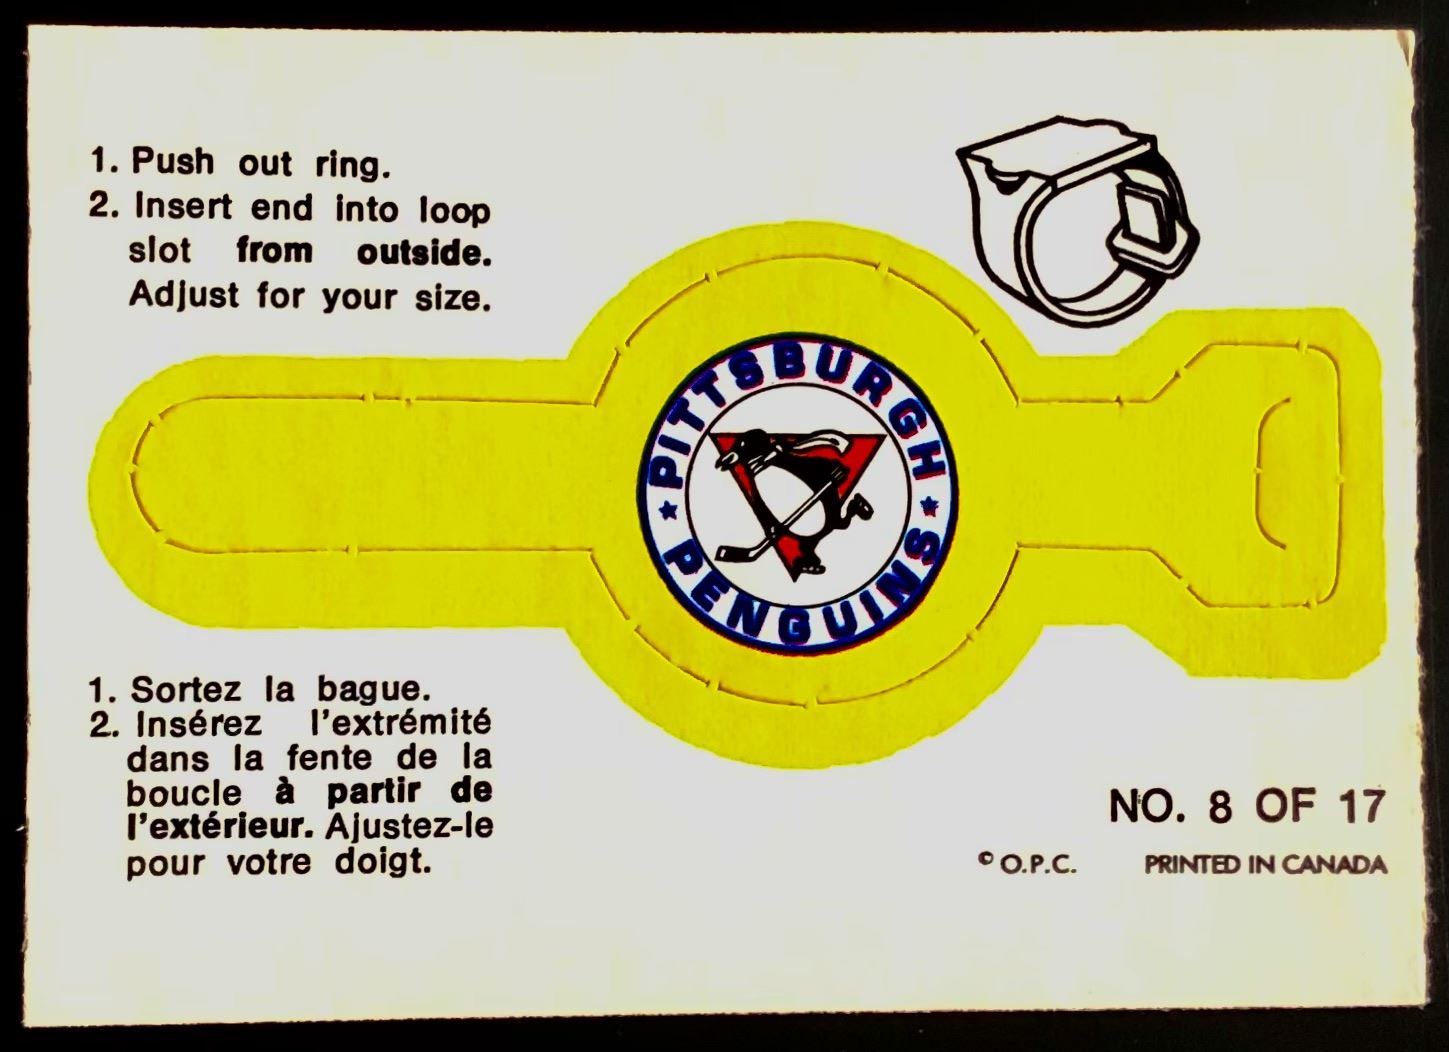 1. Push out ring.
2. Insert end into loop
slot from outside.
Adjust for your size.
PITTSBURGH
PENGUINS
1. Sortez la bague.
2. Insérez l'extrémité
dans la fente de la
boucle à partir de
l'extérieur. Ajustez-le
pour votre doigt.
NO. 8 OF 17
© O.P.C. PRINTED IN CANADA